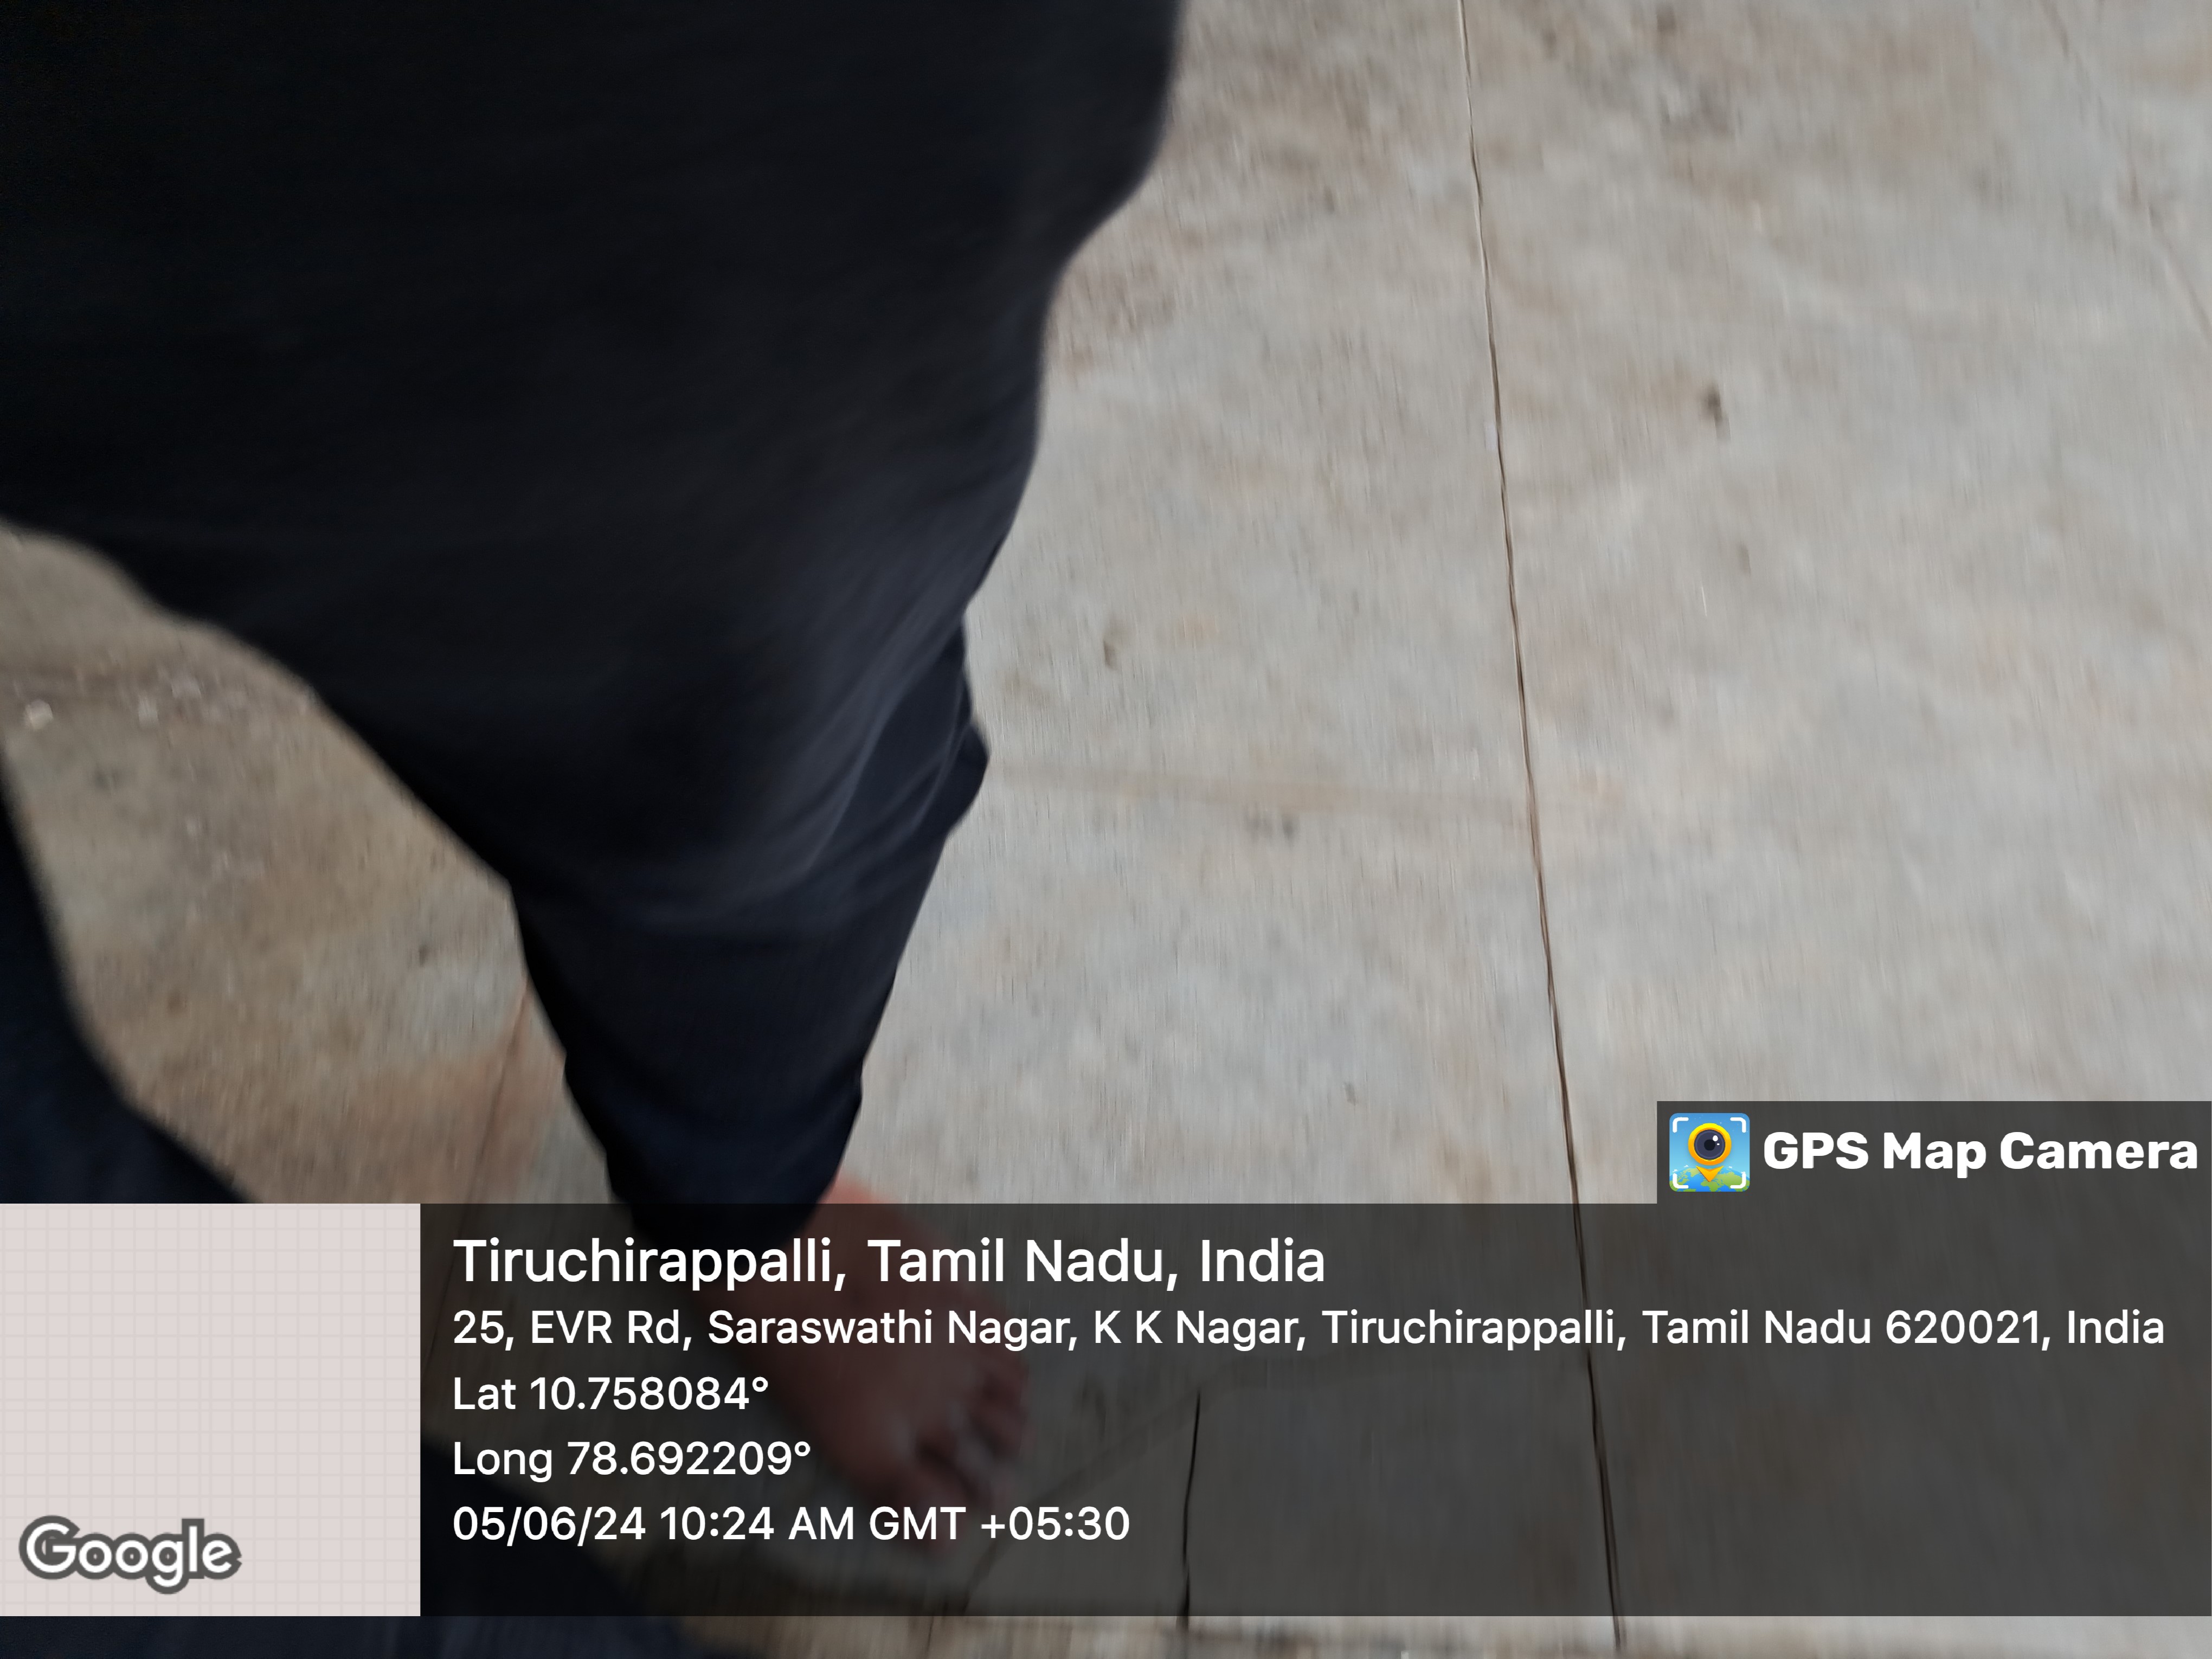 GPS Map Camera
Tiruchirappalli, Tamil Nadu, India
25, EVR Rd, Saraswathi Nagar, K K Nagar, Tiruchirappalli, Tamil Nadu 620021, India
Lat 10.758084°
Long 78.692209°
05/06/24 10:24 AM GMT +05:30
Google